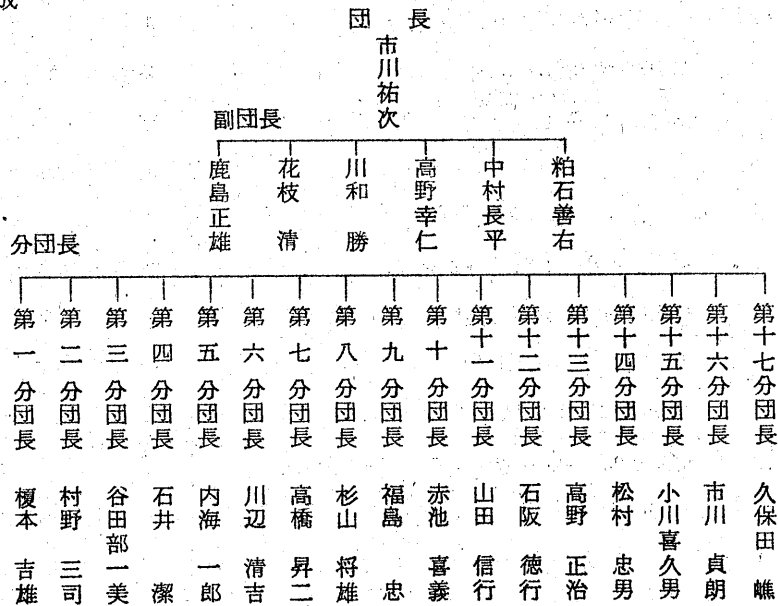 成
団長
市川祐次
副団長
鹿島正雄
花枝 清
川和 勝
高野幸仁
中村長平
粕石善右
分団長
第一分団長 榎本 吉雄
第二分団長 村野 三司
第三分団長 谷田部一美
第四分団長 石井 潔
第五分団長 内海 一郎
第六分団長 川辺 清吉
第七分団長 高橋 昇二
第八分団長 杉山 将雄
第九分団長 福島 忠
第十分団長 赤池 喜義
第十一分団長 山田 信行
第十二分団長 石阪 徳行
第十三分団長 高野 正治
第十四分団長 松村 忠男
第十五分団長 小川喜久男
第十六分団長 市川 貞朗
第十七分団長 久保田 皭